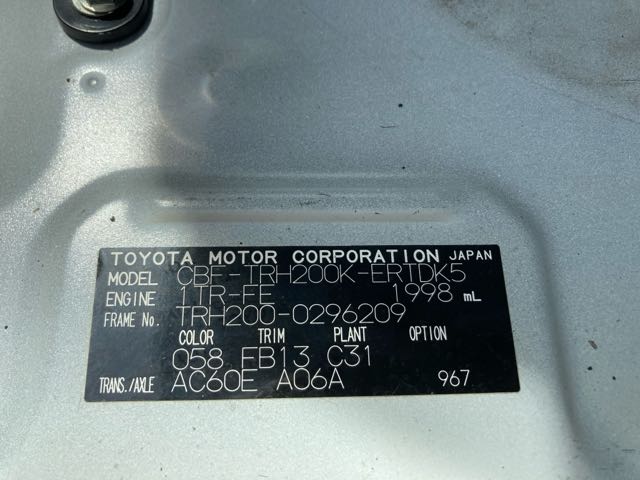 TOYOTA MOTOR CORPORATION JAPAN
MODEL CBF-TRH200K-ERTDK5
ENGINE 1TR-FE 1998 mL
FRAME No. TRH200-0296209
COLOR TRIM PLANT OPTION
058 FB13 C31
TRANS./AXLE AC60E A06A 967